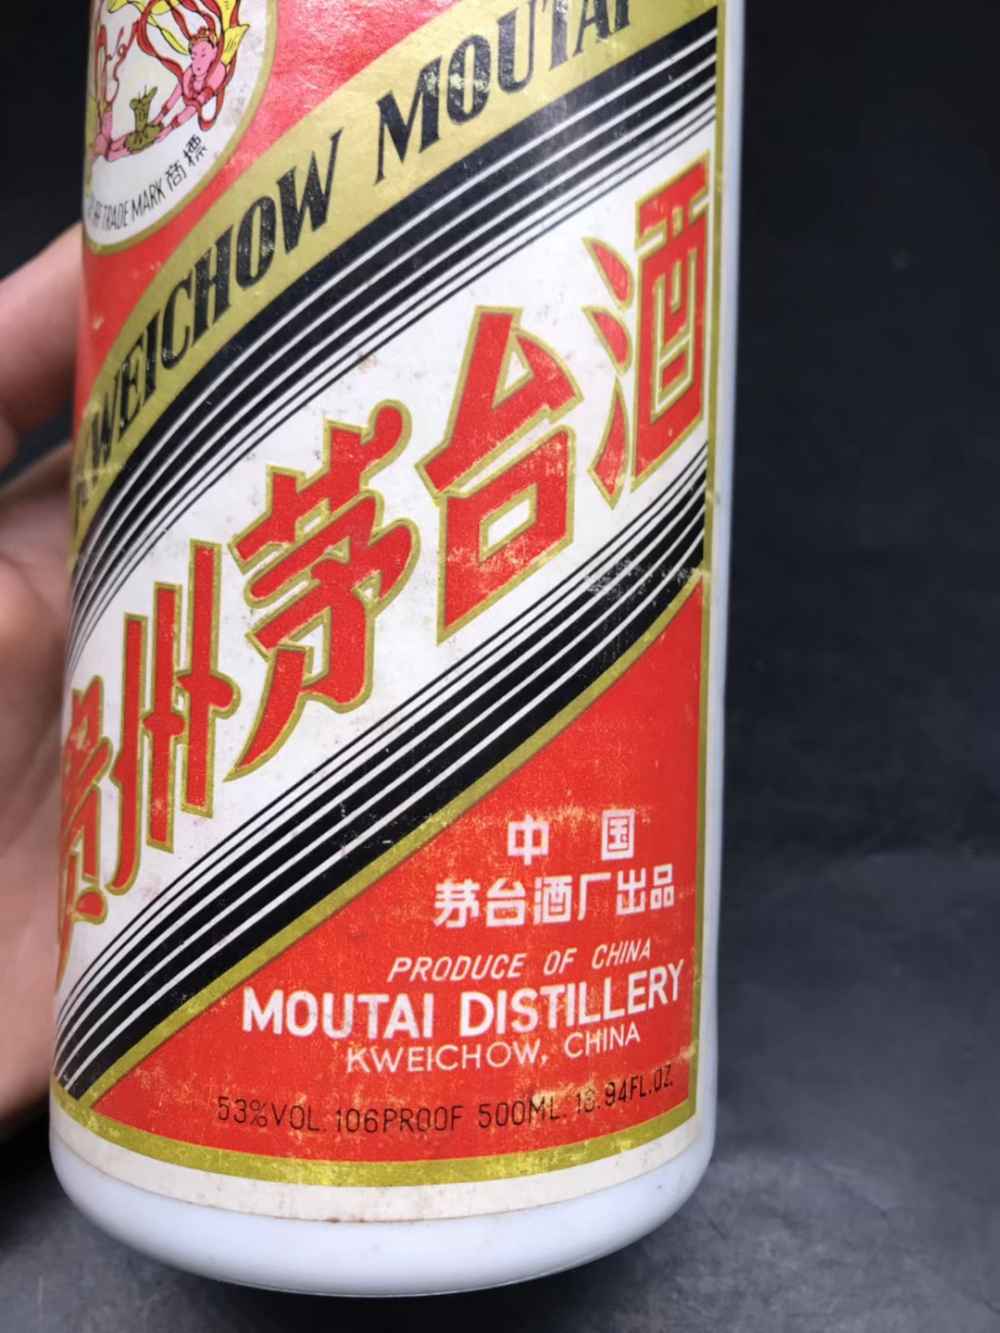 TRADE MARK 商標
KWEICHOW MOUTAI
贵州茅台酒
中国
茅台酒厂出品
PRODUCE OF CHINA
MOUTAI DISTILLERY
KWEICHOW, CHINA
53%VOL. 106PROOF 500ML. 16.94FL.OZ.